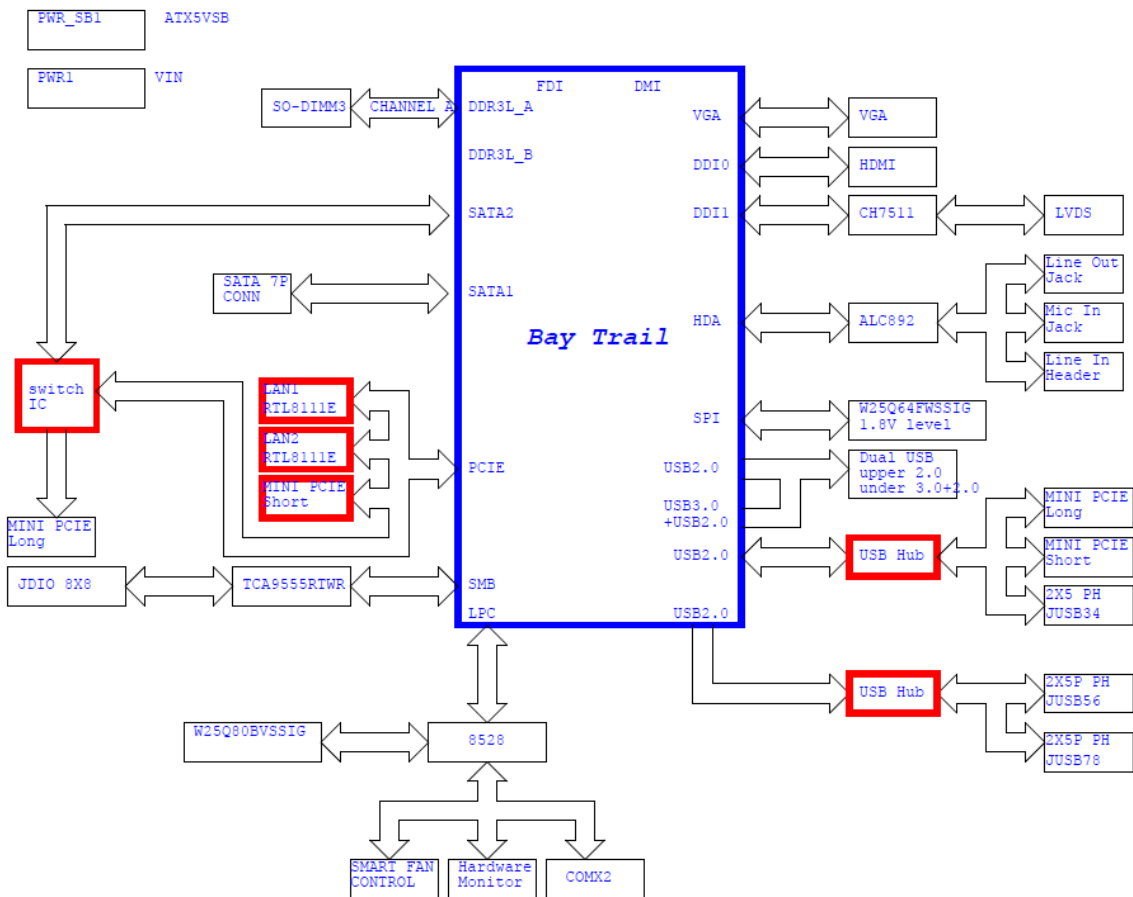 PWR_SB1 ATX5VSB
PWR1 VIN
FDI DMI
SO-DIMM3 CHANNEL A DDR3L_A
DDR3L_B
SATA2
SATA 7P
CONN
SATA1
Bay Trail
switch
IC
LAN1
RTL8111E
LAN2
RTL8111E
MINI PCIE
Short
PCIE
MINI PCIE
Long
JDIO 8X8
TCA9555RTWR
SMB
LPC
VGA
VGA
DDI0
HDMI
DDI1
CH7511
LVDS
HDA
ALC892
Line Out
Jack
Mic In
Jack
Line In
Header
SPI
W25Q64FWSSIG
1.8V level
USB2.0
USB3.0
+USB2.0
Dual USB
upper 2.0
under 3.0+2.0
USB2.0
USB Hub
MINI PCIE
Long
MINI PCIE
Short
2X5 PH
JUSB34
USB2.0
USB Hub
2X5P PH
JUSB56
2X5P PH
JUSB78
W25Q80BVSSIG
8528
SMART FAN
CONTROL
Hardware
Monitor
COMX2